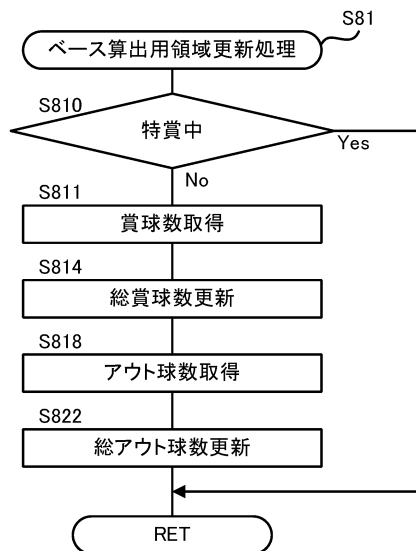 S81
ベース算出用領域更新処理
S810
特賞中
Yes
No
S811
賞球数取得
S814
総賞球数更新
S818
アウト球数取得
S822
総アウト球数更新
RET